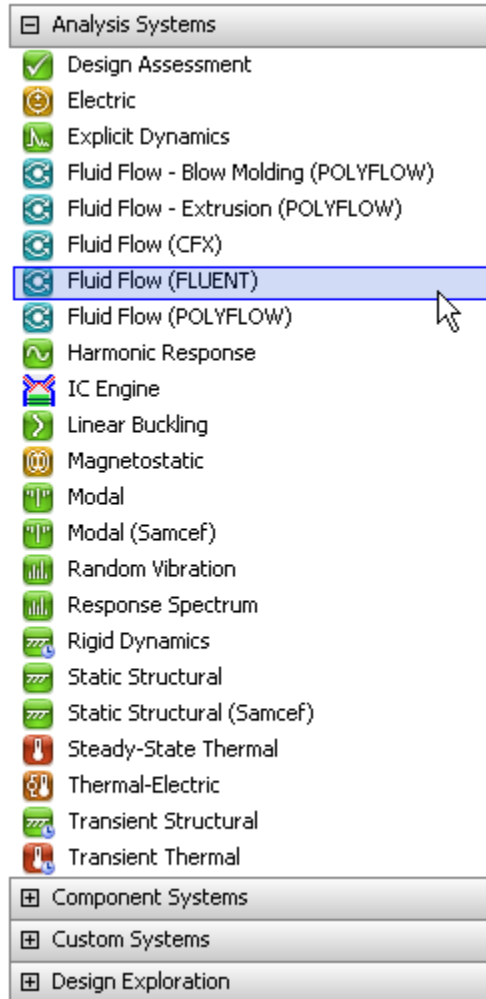 Analysis Systems
Design Assessment
Electric
Explicit Dynamics
Fluid Flow - Blow Molding (POLYFLOW)
Fluid Flow - Extrusion (POLYFLOW)
Fluid Flow (CFX)
Fluid Flow (FLUENT)
Fluid Flow (POLYFLOW)
Harmonic Response
IC Engine
Linear Buckling
Magnetostatic
Modal
Modal (Samcef)
Random Vibration
Response Spectrum
Rigid Dynamics
Static Structural
Static Structural (Samcef)
Steady-State Thermal
Thermal-Electric
Transient Structural
Transient Thermal
Component Systems
Custom Systems
Design Exploration